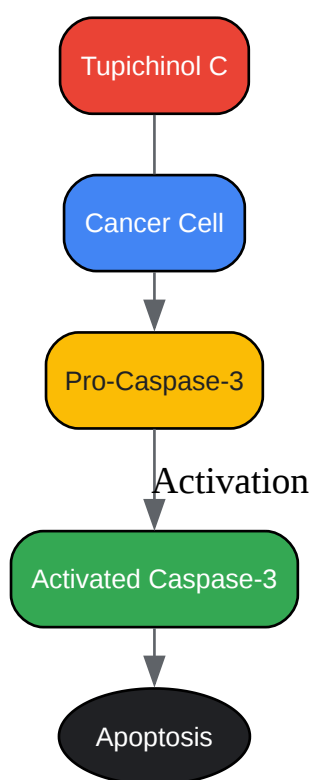 Tupichinol C
Cancer Cell
Pro-Caspase-3
Activation
Activated Caspase-3
Apoptosis